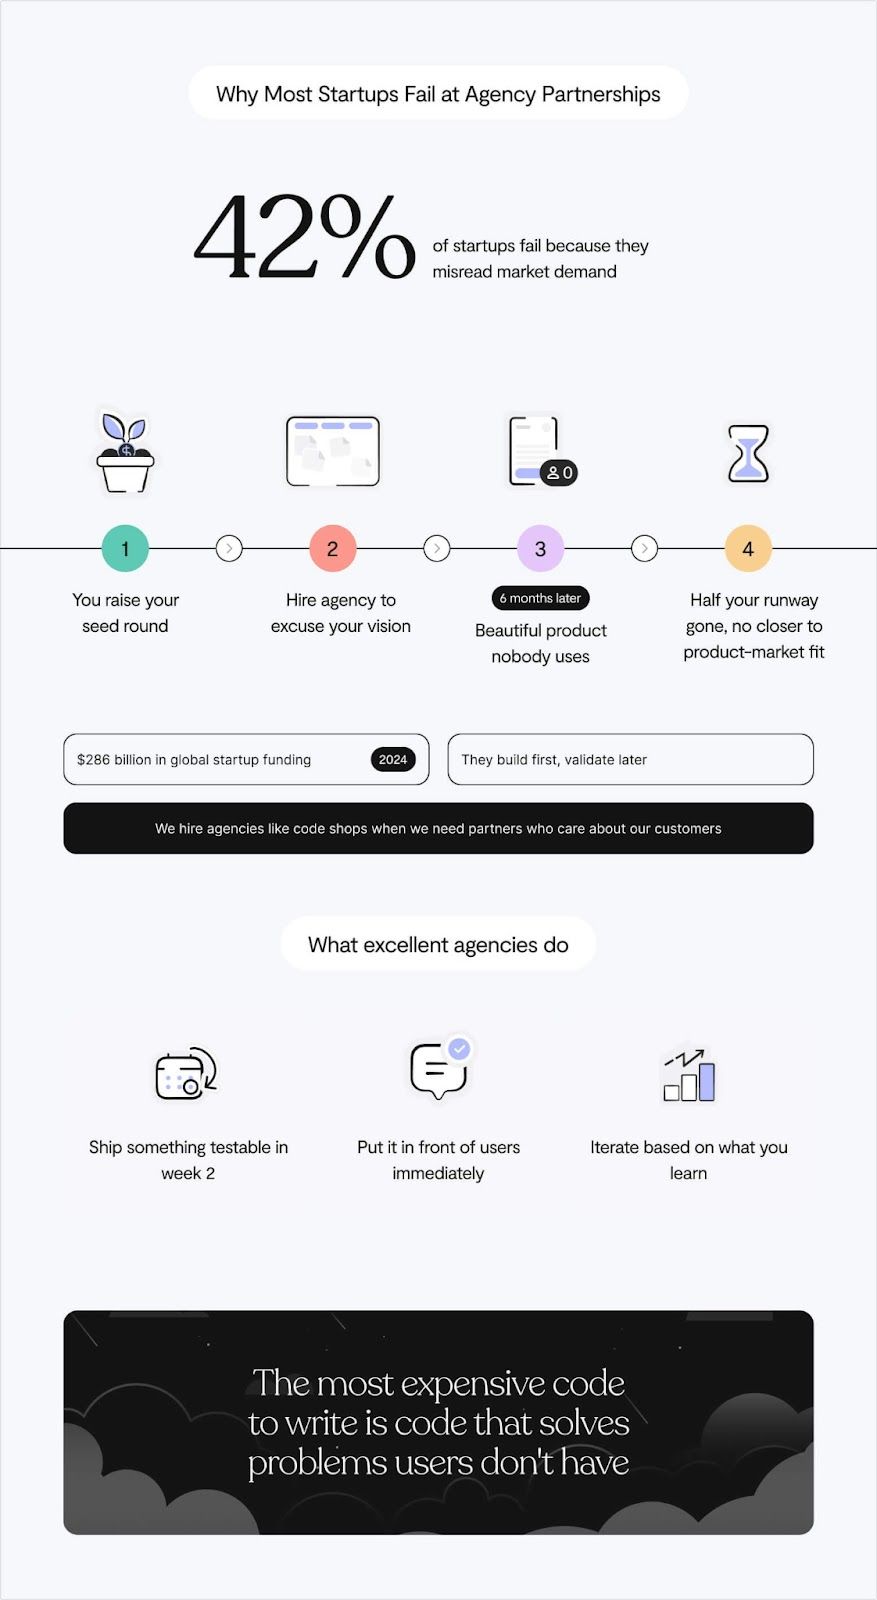 Why Most Startups Fail at Agency Partnerships
42%
of startups fail because they
misread market demand
$
0
1
2
3
4
You raise your
seed round
Hire agency to
excuse your vision
6 months later
Beautiful product
nobody uses
Half your runway
gone, no closer to
product-market fit
$286 billion in global startup funding
2024
They build first, validate later
We hire agencies like code shops when we need partners who care about our customers
What excellent agencies do
Ship something testable in
week 2
Put it in front of users
immediately
Iterate based on what you
learn
The most expensive code
to write is code that solves
problems users don't have